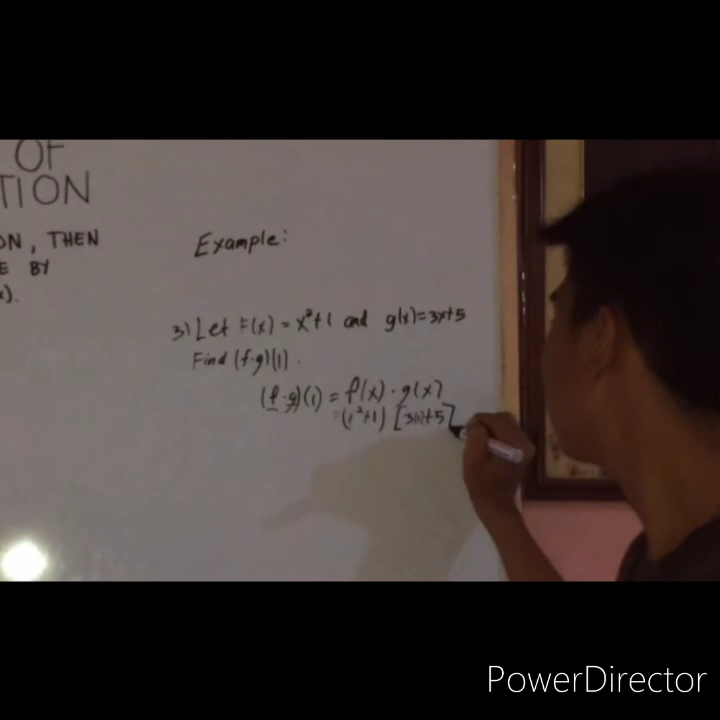 OF
TION
ON, THEN
E BY
x).
Example:
3) Let F(x) = x²+1 and g(x)=3x+5
Find (f·g)(1).
(f·g)(1) = f(x) · g(x)
=(1²+1) [3(1)+5]
PowerDirector